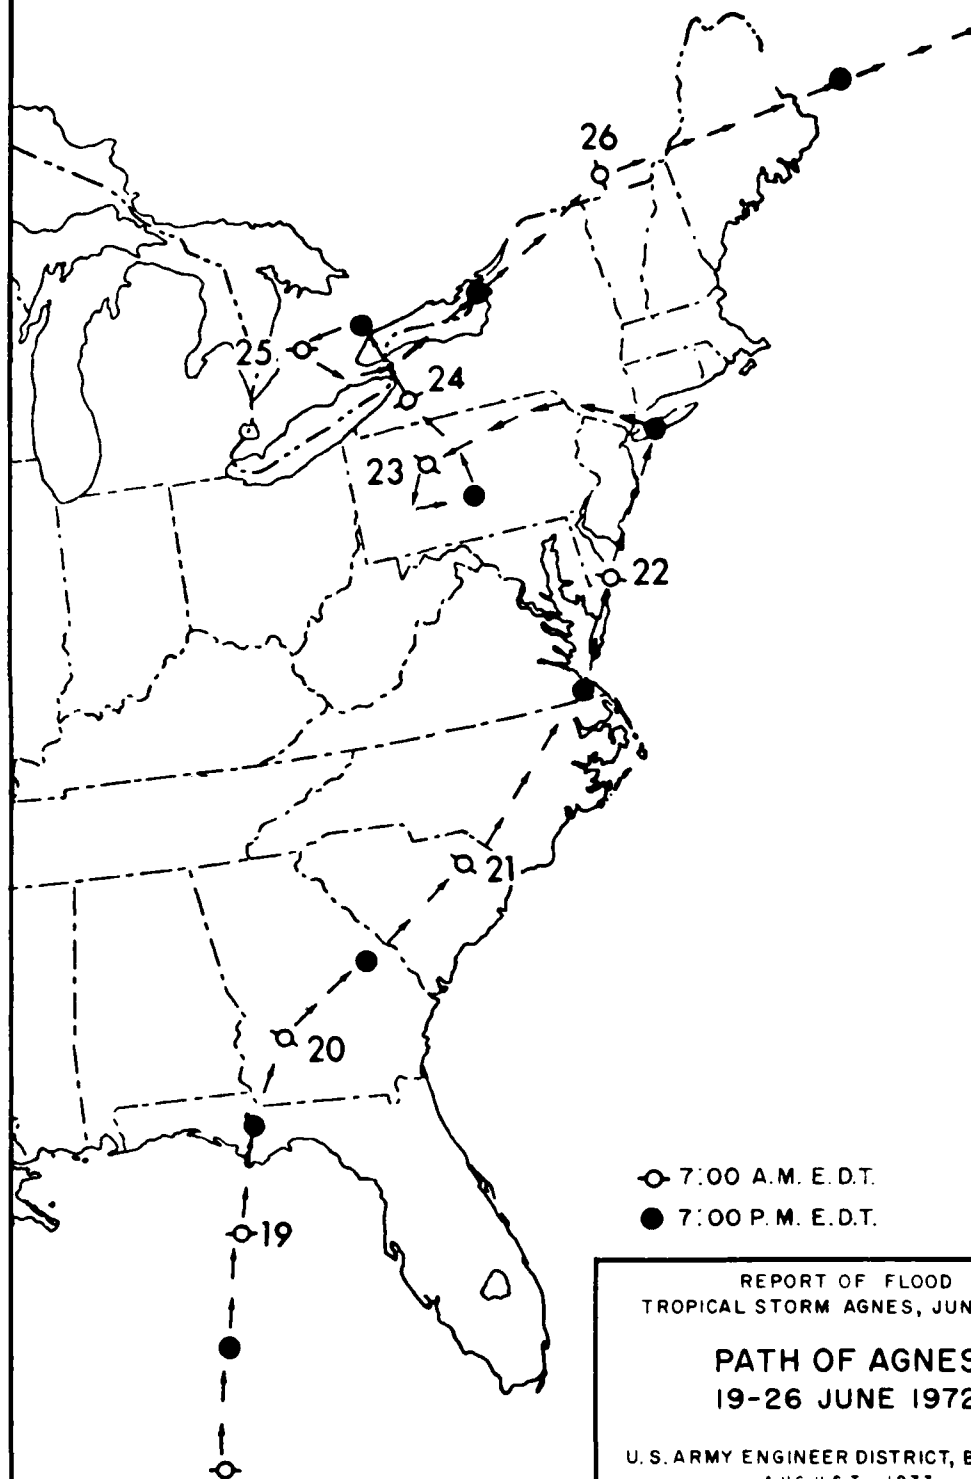 26
25
24
23
22
21
20
19
7:00 A.M. E.D.T.
7:00 P.M. E.D.T.
REPORT OF FLOOD
TROPICAL STORM AGNES, JUN
PATH OF AGNES
19-26 JUNE 1972
U.S. ARMY ENGINEER DISTRICT, B